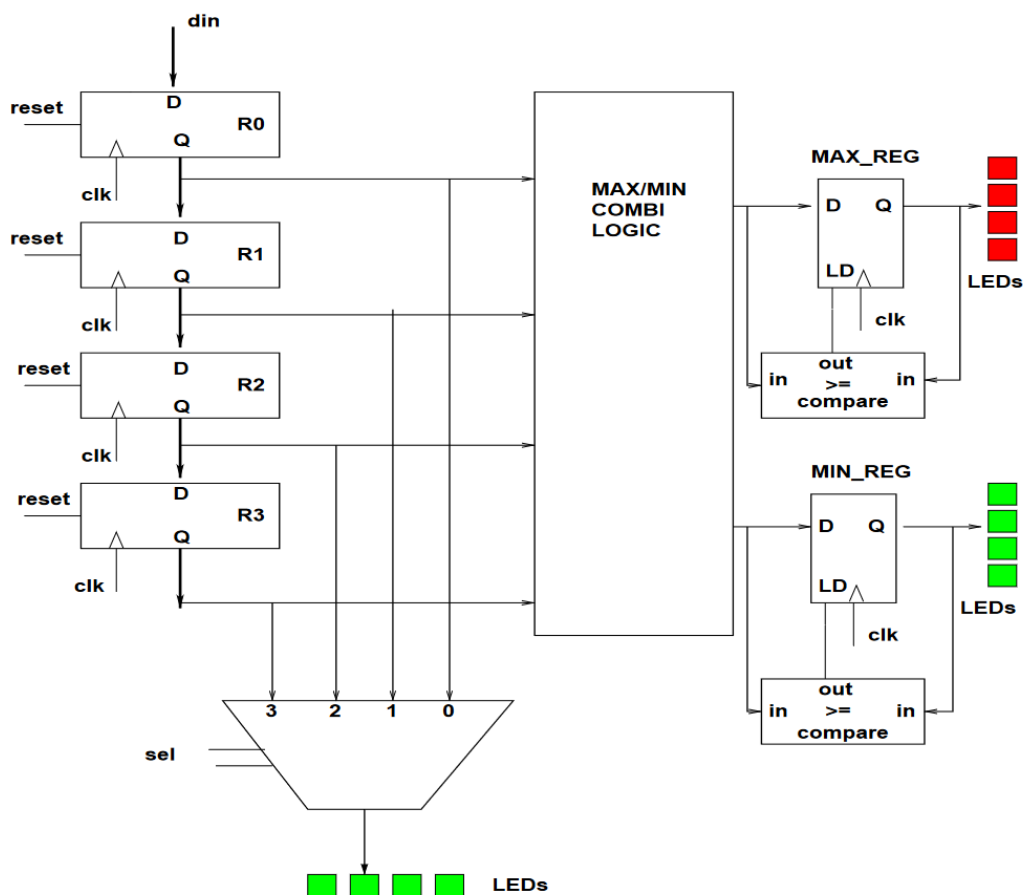 din
reset
D
Q
R0
clk
reset
D
Q
R1
clk
reset
D
Q
R2
clk
reset
D
Q
R3
clk
MAX/MIN
COMBI
LOGIC
MAX_REG
D Q
LD
clk
LEDs
out
in >= in
compare
MIN_REG
D Q
LD
clk
LEDs
out
in >= in
compare
3 2 1 0
sel
LEDs